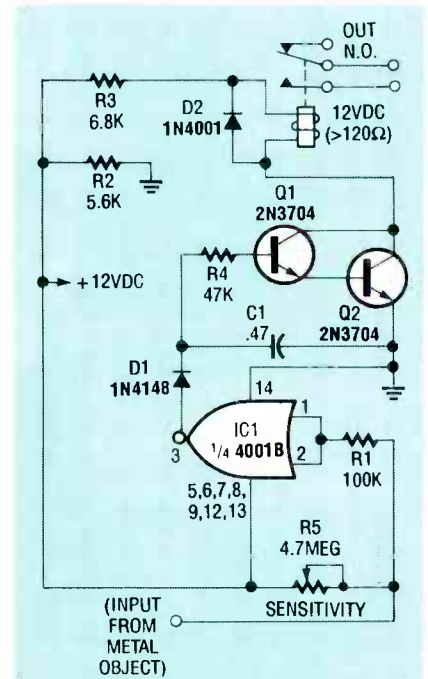 OUT
N.O.
R3
6.8K
D2
1N4001
12VDC
(>120Ω)
R2
5.6K
Q1
2N3704
+12VDC
R4
47K
C1
.47
Q2
2N3704
D1
1N4148
14
1
IC1
1/4 4001B
2
3
R1
100K
5,6,7,8,
9,12,13
R5
4.7MEG
SENSITIVITY
(INPUT
FROM
METAL
OBJECT)